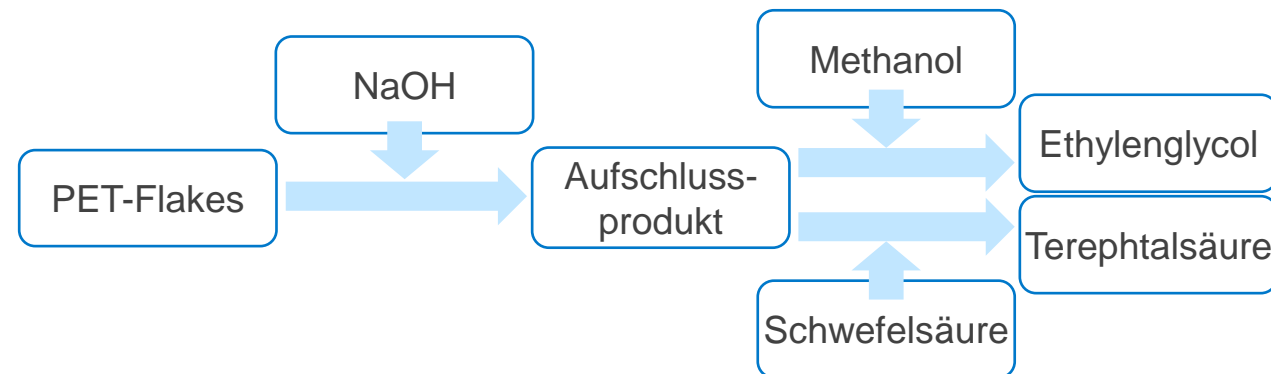 Methanol
NaOH
Ethylenglycol
PET-Flakes
Aufschluss-
produkt
Terephtalsäure
Schwefelsäure